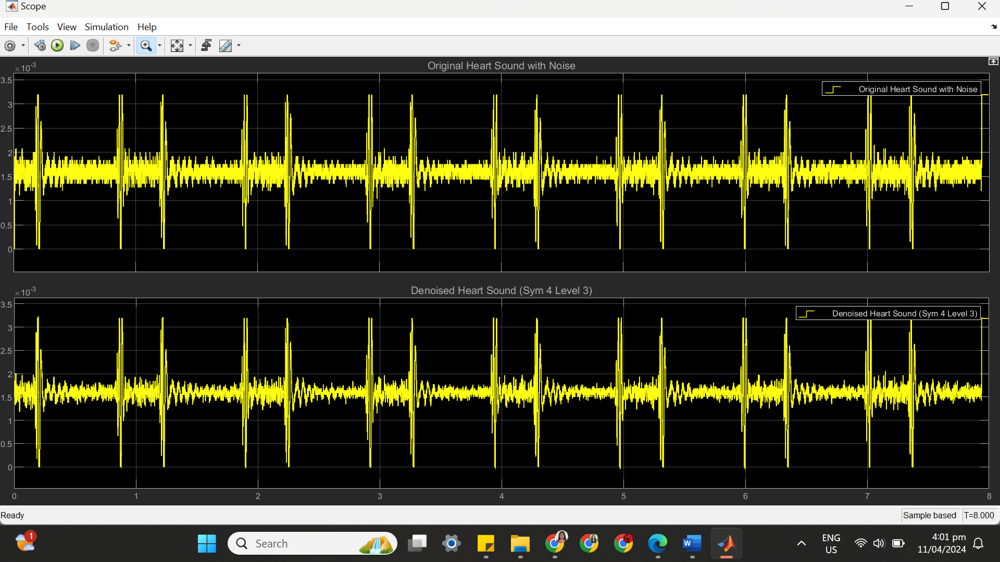 Scope
File Tools View Simulation Help
×10-3
Original Heart Sound with Noise
3.5
Original Heart Sound with Noise
3
2.5
2
1.5
1
0.5
0
×10-3
Denoised Heart Sound (Sym 4 Level 3)
3.5
Denoised Heart Sound (Sym 4 Level 3)
3
2.5
2
1.5
1
0.5
0
0 1 2 3 4 5 6 7 8
Ready
Sample based T=8.000
1
Search
W
ENG
US
4:01 pm
11/04/2024